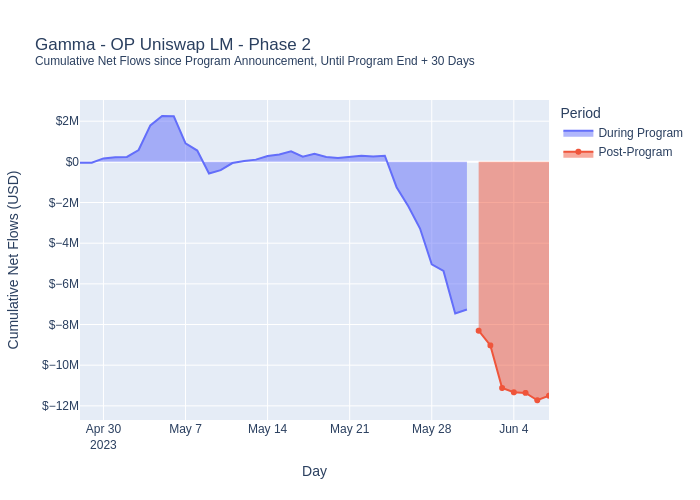 Gamma - OP Uniswap LM - Phase 2
Cumulative Net Flows since Program Announcement, Until Program End + 30 Days
Period
During Program
Post-Program
$2M
$0
$−2M
$−4M
$−6M
$−8M
$−10M
$−12M
Cumulative Net Flows (USD)
Apr 30
2023
May 7
May 14
May 21
May 28
Jun 4
Day